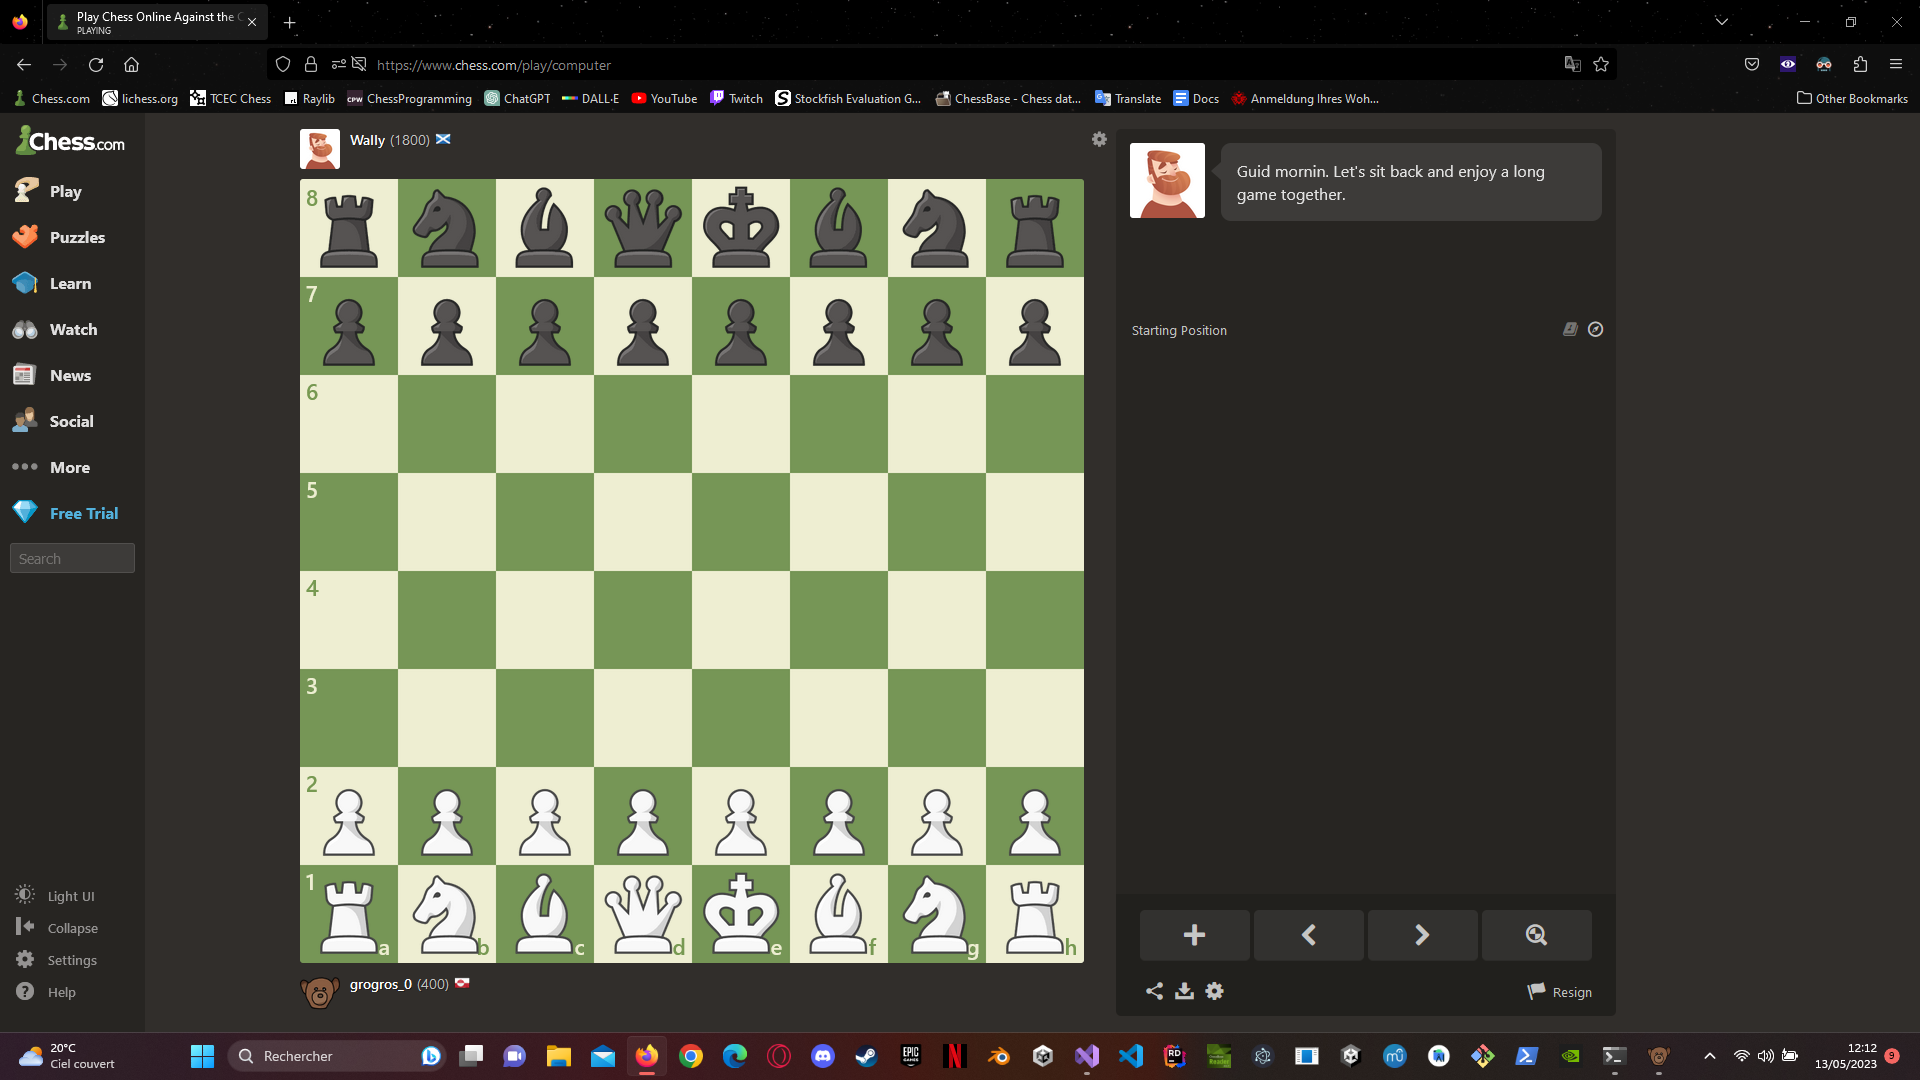 Play Chess Online Against the C
PLAYING
https://www.chess.com/play/computer
Chess.com
lichess.org
TCEC Chess
Raylib
CPW ChessProgramming
ChatGPT
DALL·E
YouTube
Twitch
Stockfish Evaluation G...
ChessBase - Chess dat...
Translate
Docs
Anmeldung Ihres Woh...
Other Bookmarks
Chess.com
Play
Puzzles
Learn
Watch
News
Social
More
Free Trial
Search
Light UI
Collapse
Settings
Help
Wally (1800)
8
7
6
5
4
3
2
1
a b c d e f g h
grogros_0 (400)
Guid mornin. Let's sit back and enjoy a long
game together.
Starting Position
Resign
20°C
Ciel couvert
Rechercher
EPIC
GAMES
N
RD
12:12
13/05/2023
9